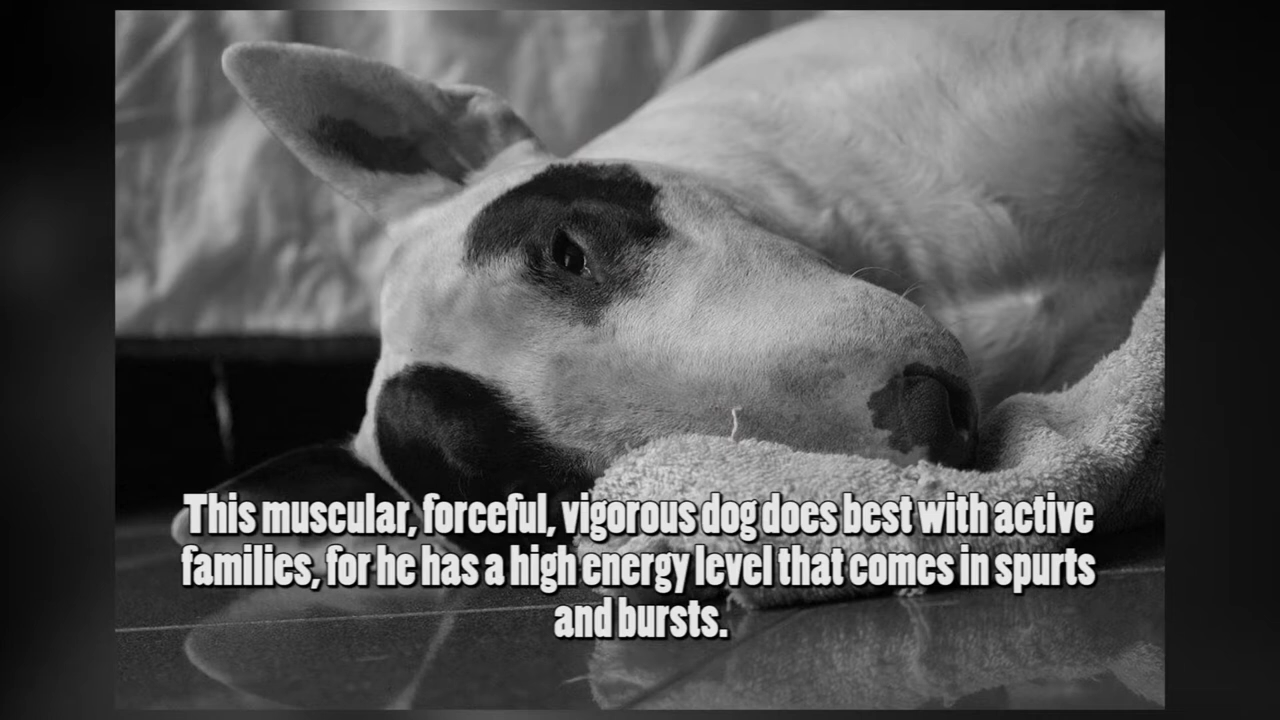 This muscular, forceful, vigorous dog does best with active
families, for he has a high energy level that comes in spurts
and bursts.